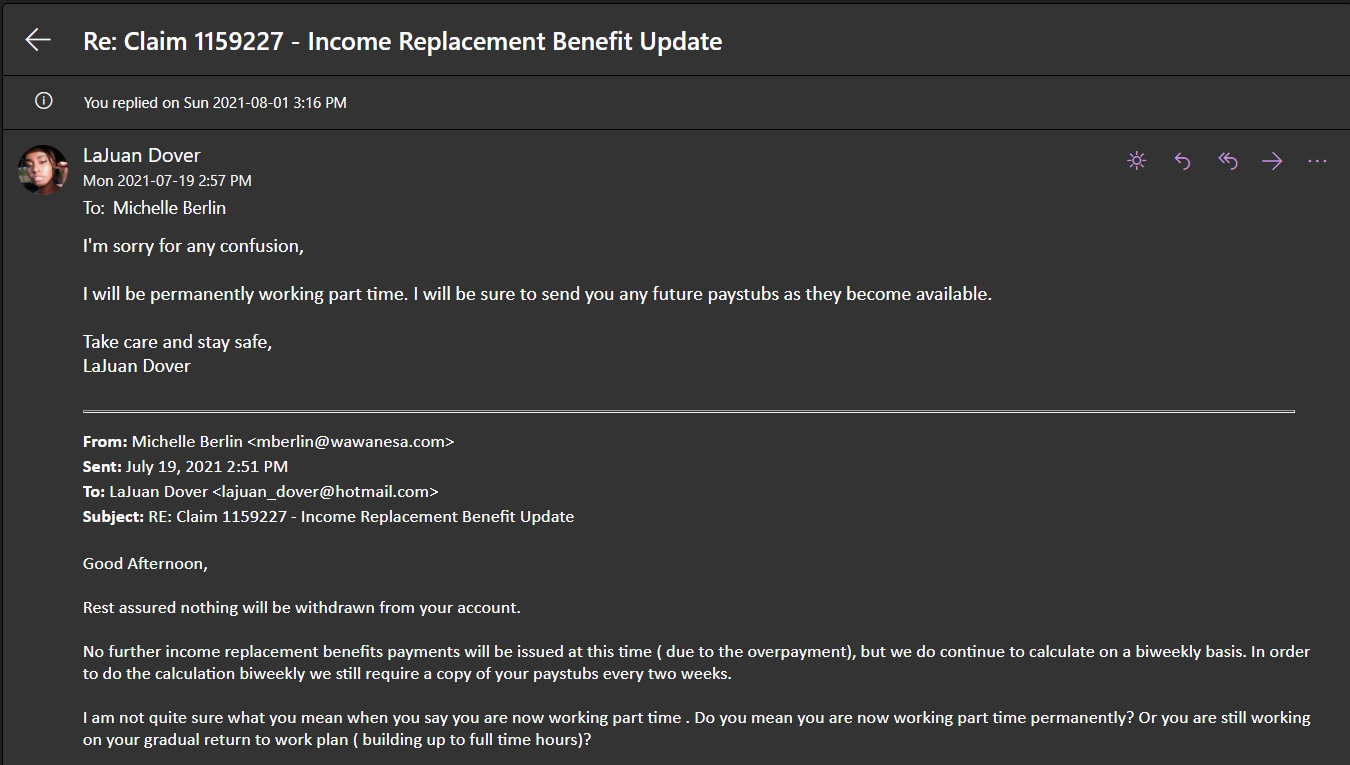 Re: Claim 1159227 - Income Replacement Benefit Update
You replied on Sun 2021-08-01 3:16 PM
LaJuan Dover
Mon 2021-07-19 2:57 PM
To: Michelle Berlin
I'm sorry for any confusion,
I will be permanently working part time. I will be sure to send you any future paystubs as they become available.
Take care and stay safe,
LaJuan Dover
From: Michelle Berlin <mberlin@wawanesa.com>
Sent: July 19, 2021 2:51 PM
To: LaJuan Dover <lajuan_dover@hotmail.com>
Subject: RE: Claim 1159227 - Income Replacement Benefit Update
Good Afternoon,
Rest assured nothing will be withdrawn from your account.
No further income replacement benefits payments will be issued at this time ( due to the overpayment), but we do continue to calculate on a biweekly basis. In order
to do the calculation biweekly we still require a copy of your paystubs every two weeks.
I am not quite sure what you mean when you say you are now working part time . Do you mean you are now working part time permanently? Or you are still working
on your gradual return to work plan ( building up to full time hours)?